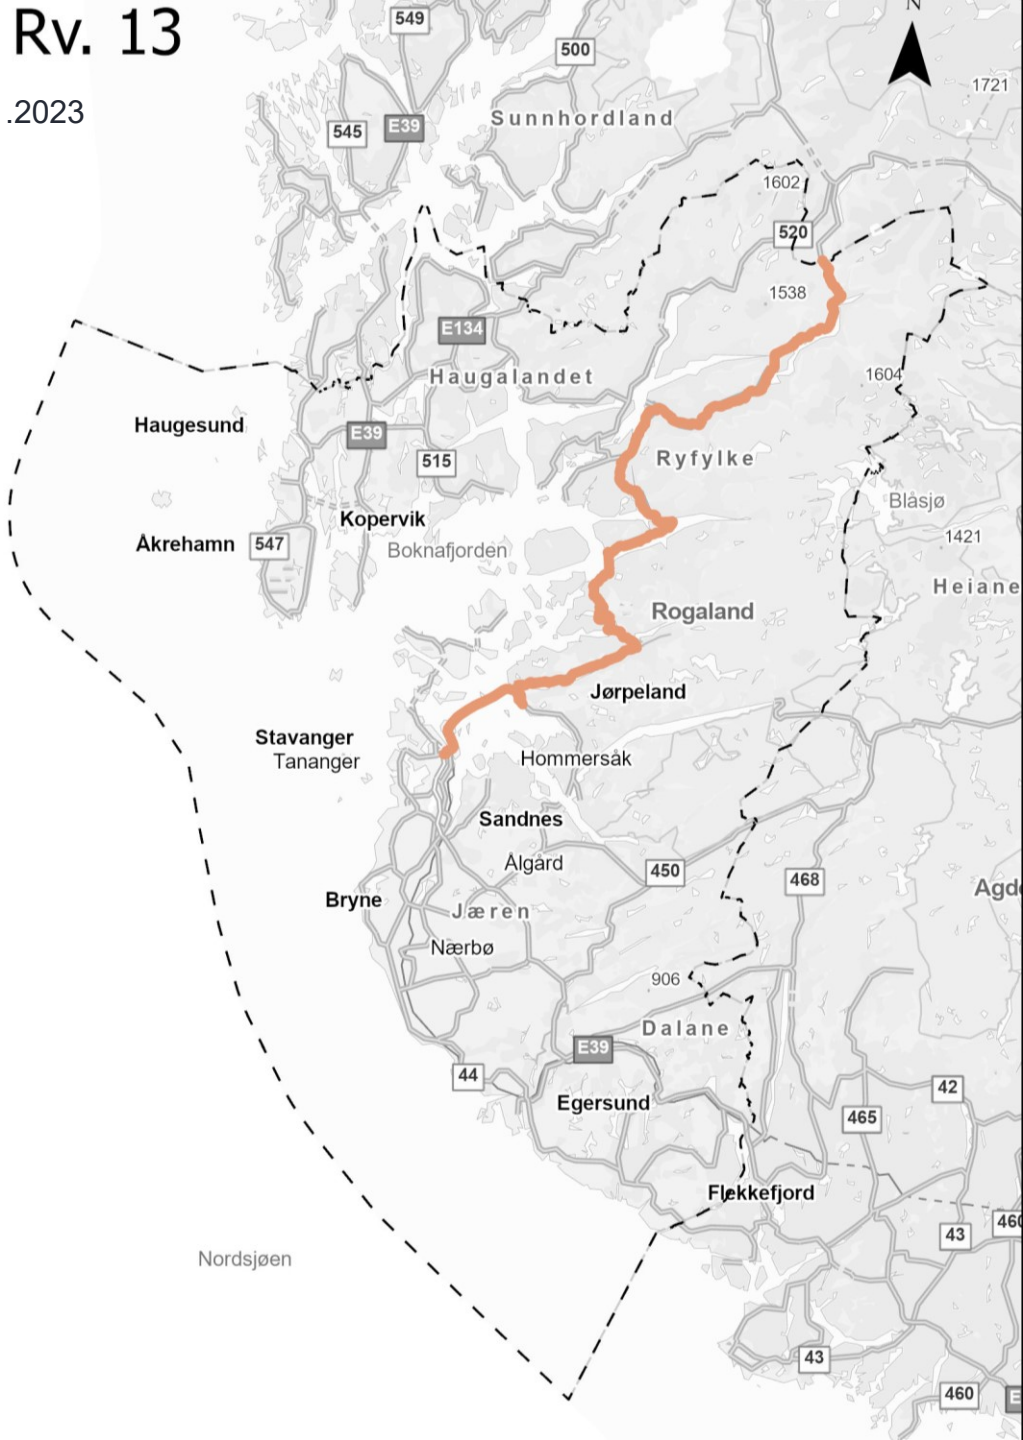 Rv. 13
.2023
N
549
500
1721
Sunnhordland
545
E39
1602
520
1538
E134
Haugalandet
1604
Haugesund
E39
515
Ryfylke
Blåsjø
Kopervik
Åkrehamn
547
Boknafjorden
1421
Heiane
Rogaland
Jørpeland
Stavanger
Tananger
Hommersåk
Sandnes
Ålgård
450
468
Agde
Bryne
Jæren
Nærbø
906
Dalane
E39
44
42
Egersund
465
Flekkefjord
460
43
Nordsjøen
43
460
E